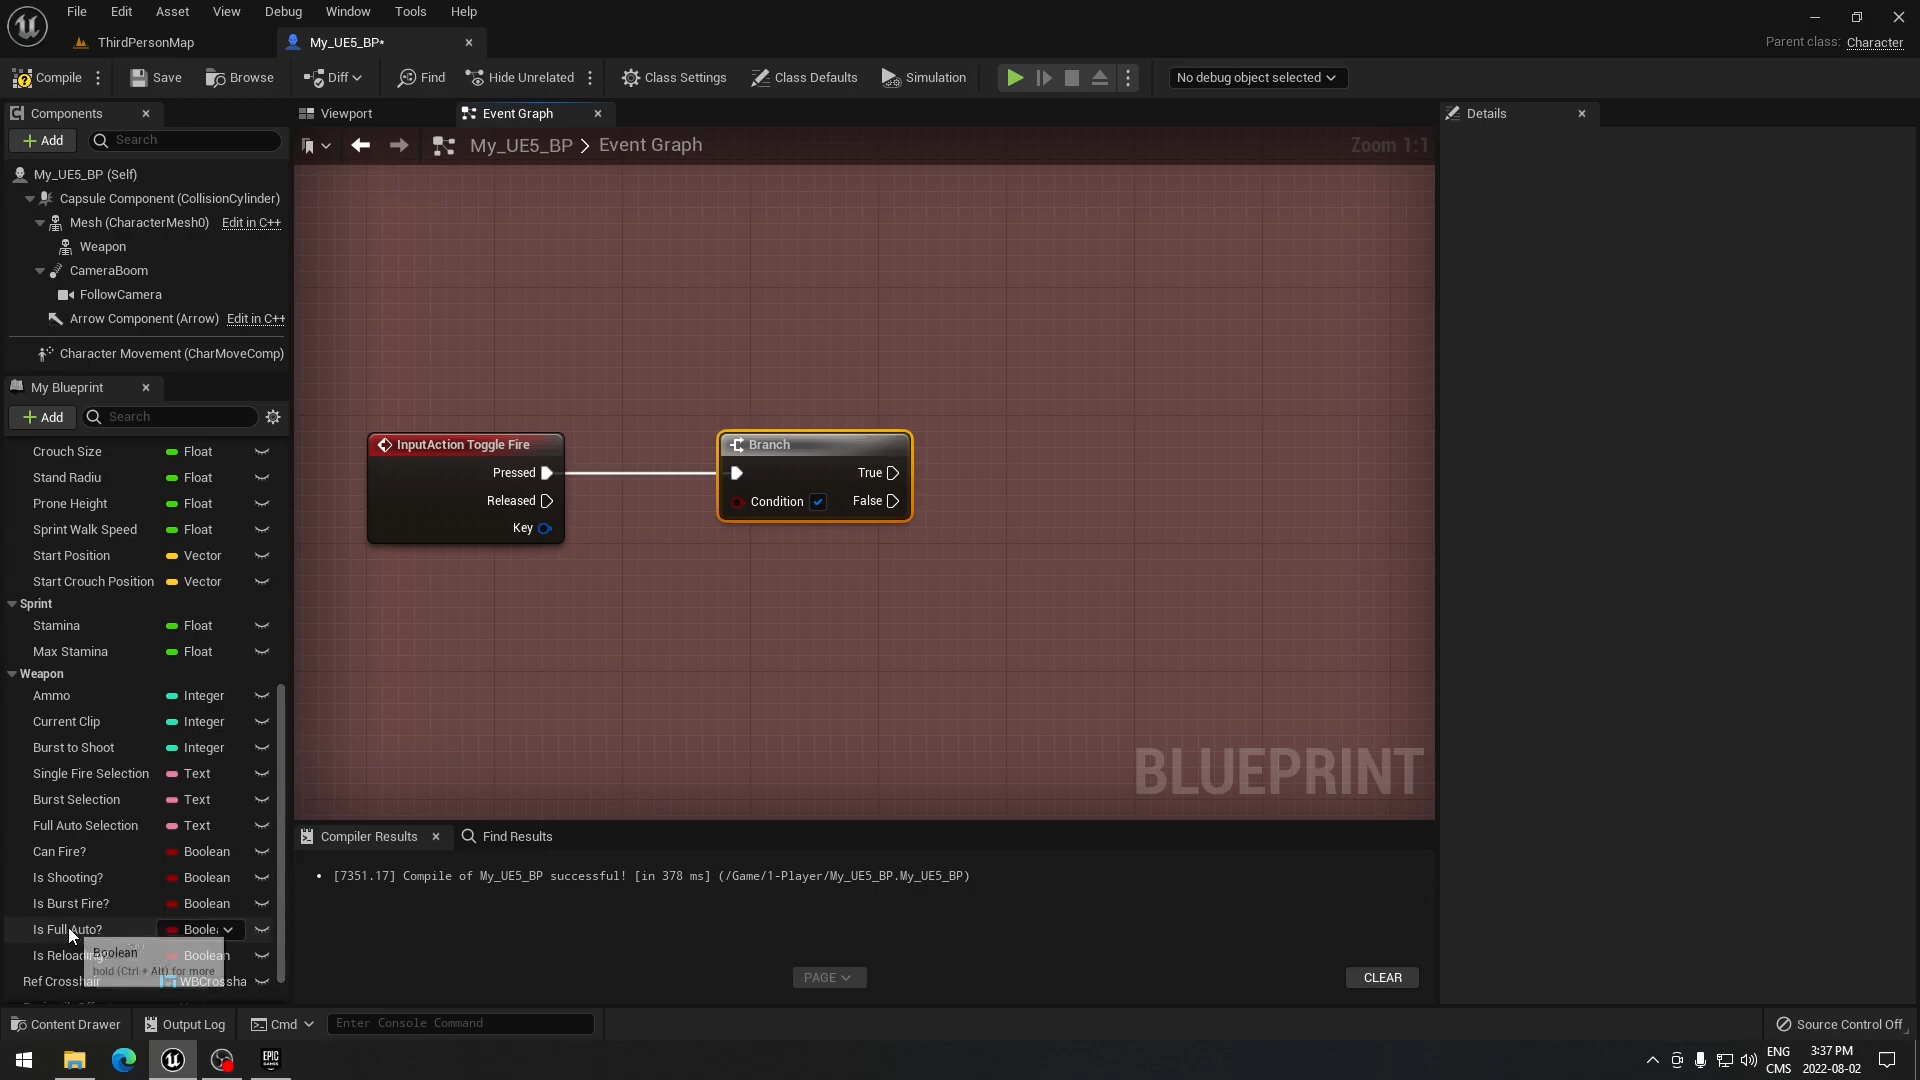 File Edit Asset View Debug Window Tools Help
ThirdPersonMap
My_UE5_BP*
Parent class: Character
Compile
Save
Browse
Diff
Find
Hide Unrelated
Class Settings
Class Defaults
Simulation
No debug object selected
Components
Add
Search
My_UE5_BP (Self)
Capsule Component (CollisionCylinder)
Mesh (CharacterMesh0) Edit in C++
Weapon
CameraBoom
FollowCamera
Arrow Component (Arrow) Edit in C++
Character Movement (CharMoveComp)
My Blueprint
Add
Search
Crouch Size Float
Stand Radiu Float
Prone Height Float
Sprint Walk Speed Float
Start Position Vector
Start Crouch Position Vector
Sprint
Stamina Float
Max Stamina Float
Weapon
Ammo Integer
Current Clip Integer
Burst to Shoot Integer
Single Fire Selection Text
Burst Selection Text
Full Auto Selection Text
Can Fire? Boolean
Is Shooting? Boolean
Is Burst Fire? Boolean
Is Full Auto? Boolea
Is Reloading Boolean
Boolean
hold (Ctrl + Alt) for more
Ref Crosshair WBCrossha
Viewport
Event Graph
My_UE5_BP > Event Graph
Zoom 1:1
InputAction Toggle Fire
Pressed
Released
Key
Branch
True
Condition False
BLUEPRINT
Compiler Results
Find Results
[7351.17] Compile of My_UE5_BP successful! [in 378 ms] (/Game/1-Player/My_UE5_BP.My_UE5_BP)
PAGE
CLEAR
Details
Content Drawer
Output Log
Cmd
Enter Console Command
Source Control Off
EPIC GAMES
ENG
CMS
3:37 PM
2022-08-02